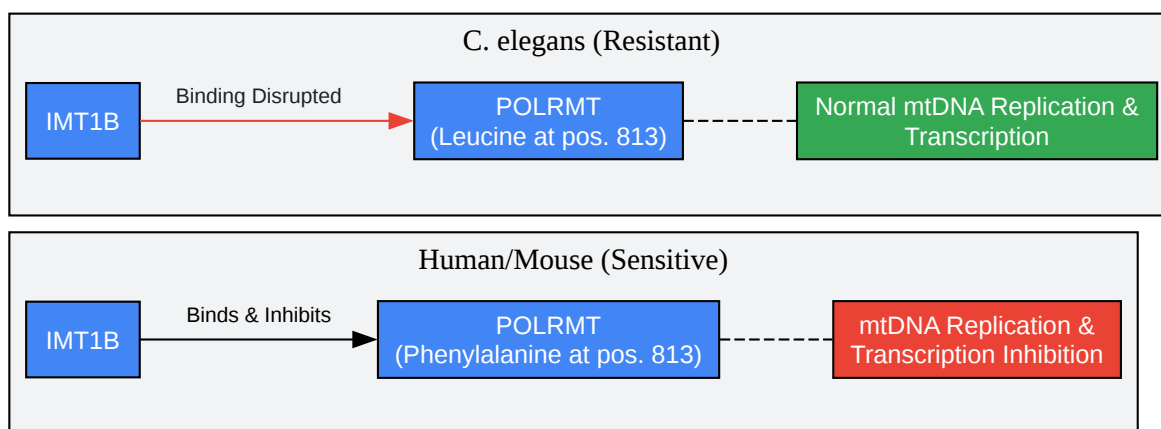 C. elegans (Resistant)
IMT1B
Binding Disrupted
POLRMT
(Leucine at pos. 813)
Normal mtDNA Replication &
Transcription
Human/Mouse (Sensitive)
IMT1B
Binds & Inhibits
POLRMT
(Phenylalanine at pos. 813)
mtDNA Replication &
Transcription Inhibition